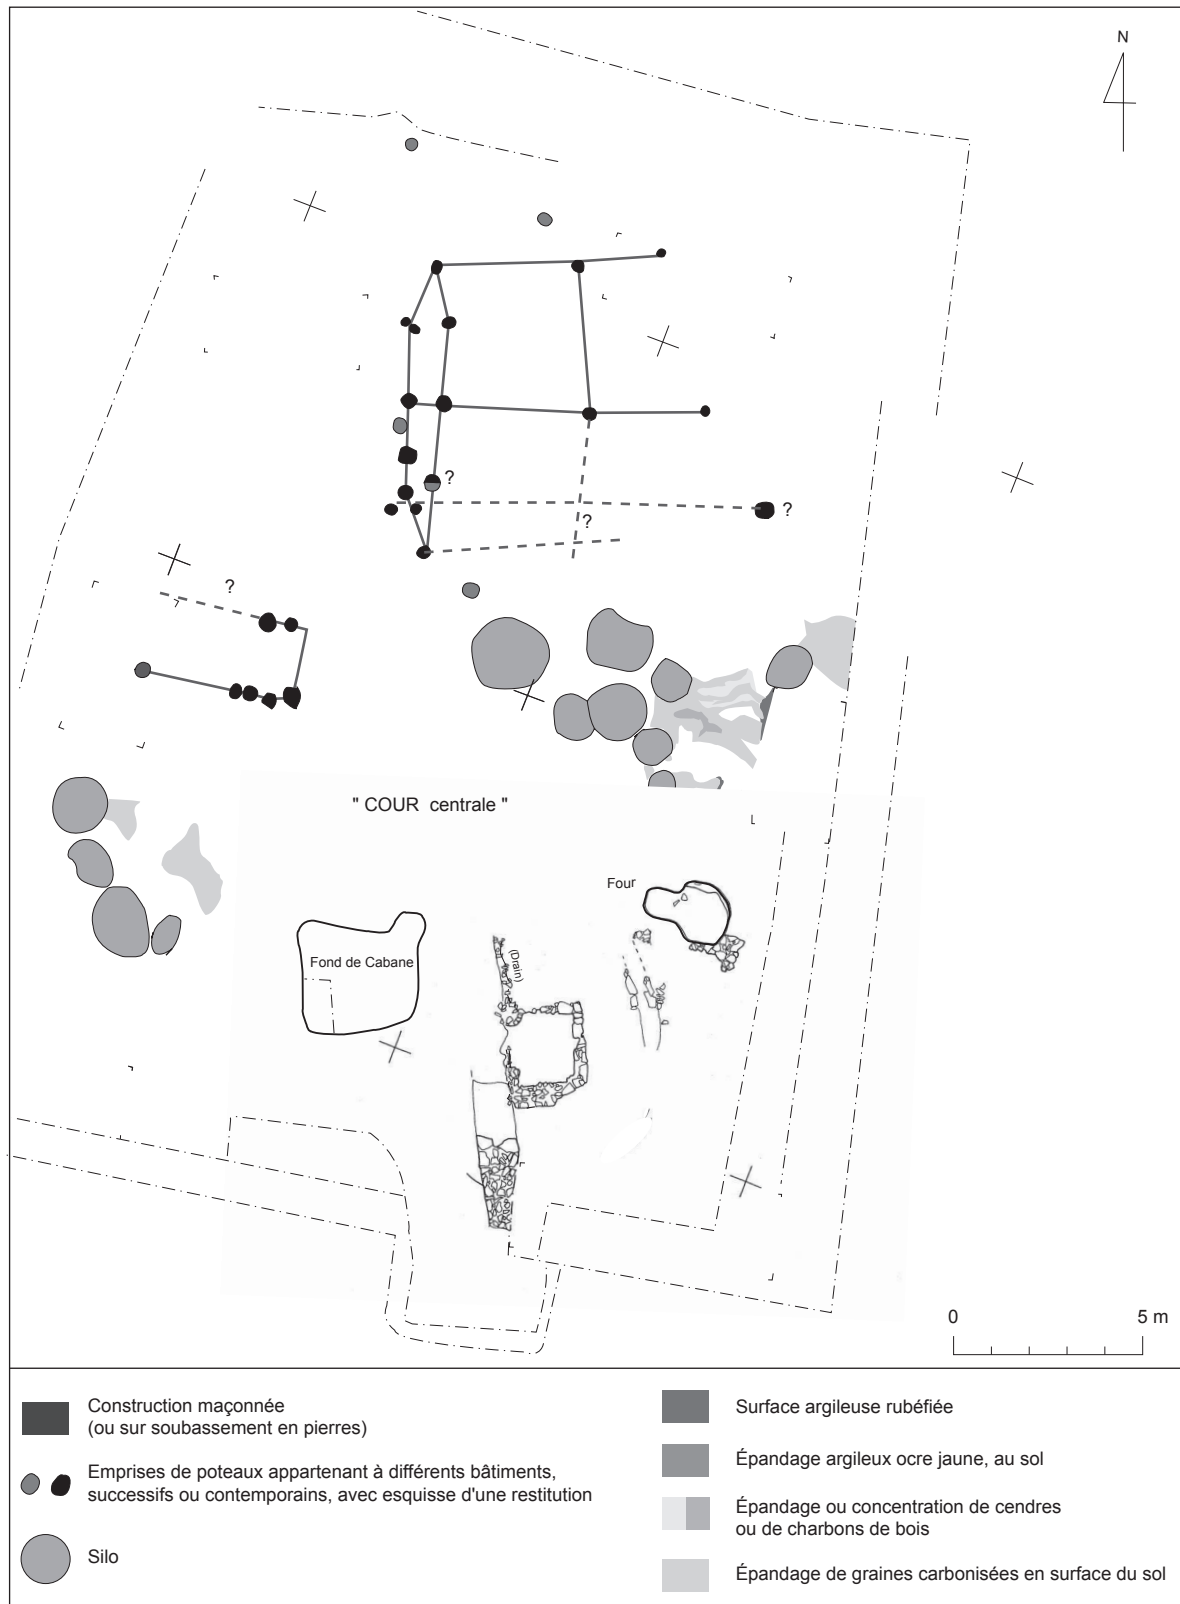 N
?
?
?
?
" COUR centrale "
Four
Fond de Cabane
(Drain)
0 5 m
Construction maçonnée
(ou sur soubassement en pierres)
Emprises de poteaux appartenant à différents bâtiments,
successifs ou contemporains, avec esquisse d'une restitution
Silo
Surface argileuse rubéfiée
Épandage argileux ocre jaune, au sol
Épandage ou concentration de cendres
ou de charbons de bois
Épandage de graines carbonisées en surface du sol